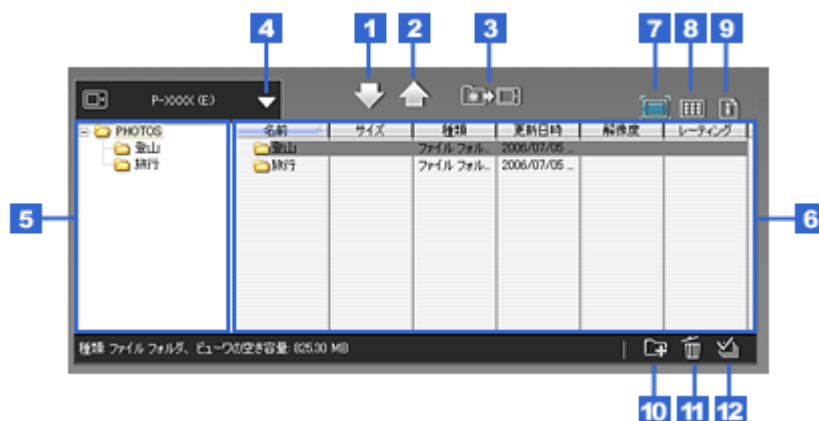 4 1 2 3 7 8 9
P-XXXX (E)
PHOTOS
登山
旅行
名前 サイズ 種類 更新日時 解像度 レーティング
登山 ファイル フォル... 2006/07/05 ...
旅行 ファイル フォル... 2006/07/05 ...
5 6
種類: ファイル フォルダ、ビューワの空き容量: 825.30 MB
10 11 12